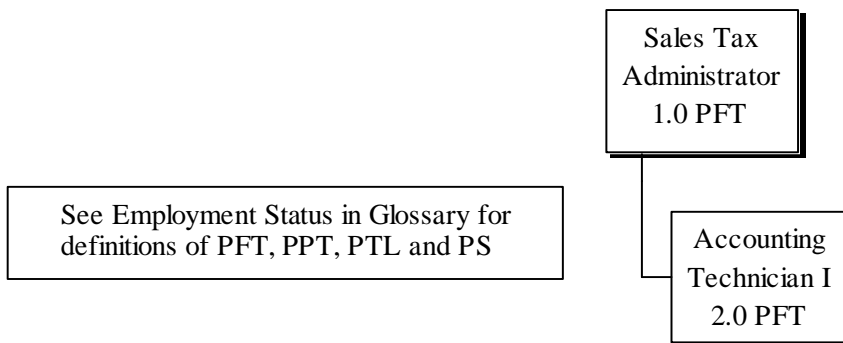 Sales Tax
Administrator
1.0 PFT
See Employment Status in Glossary for
definitions of PFT, PPT, PTL and PS
Accounting
Technician I
2.0 PFT